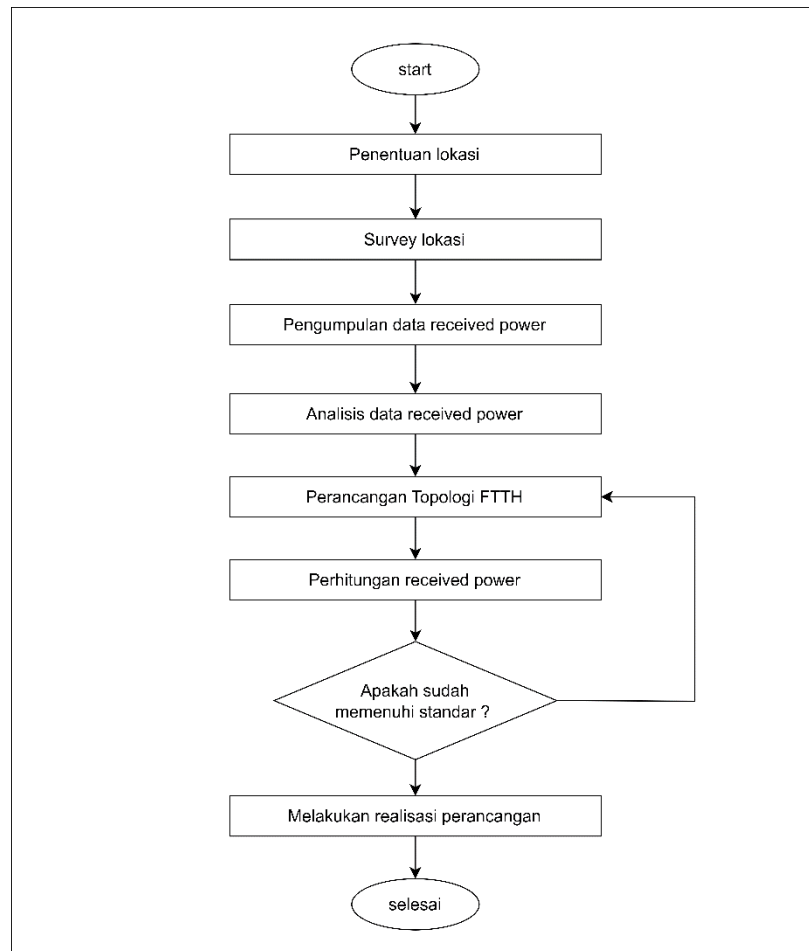 start
Penentuan lokasi
Survey lokasi
Pengumpulan data received power
Analisis data received power
Perancangan Topologi FTTH
Perhitungan received power
Apakah sudah
memenuhi standar ?
Melakukan realisasi perancangan
selesai